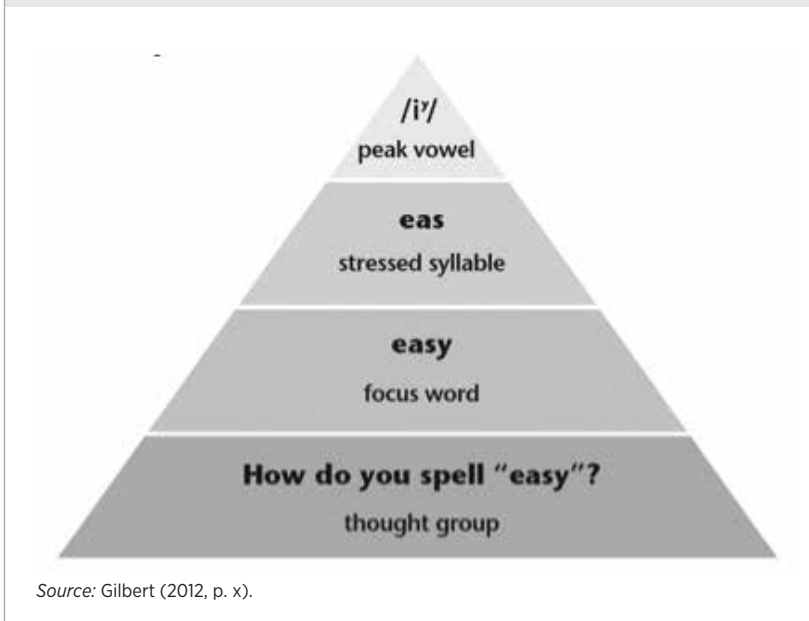 /iʸ/
peak vowel
eas
stressed syllable
easy
focus word
How do you spell “easy”?
thought group
Source: Gilbert (2012, p. x).